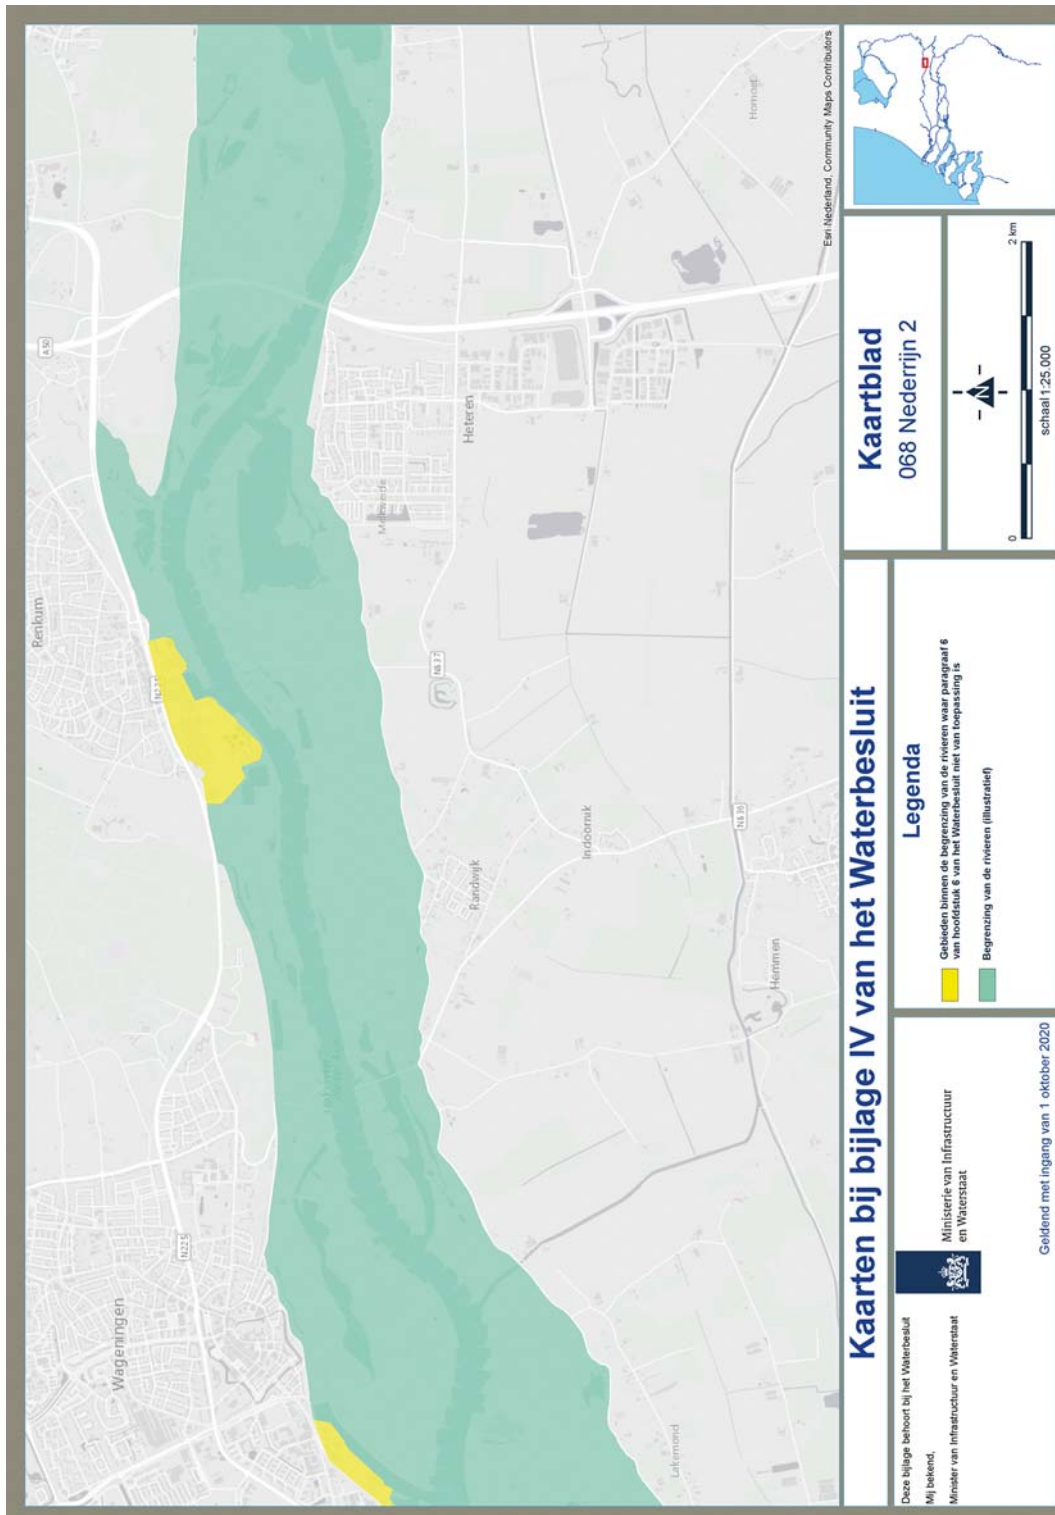 Wageningen
N225
Renkum
N225
A50
Lakemond
Randwijk
Indoornik
Hemmen
N836
N837
Heteren
Homoet
Esri Nederland, Community Maps Contributors
Kaarten bij bijlage IV van het Waterbesluit
Deze bijlage behoort bij het Waterbesluit
Mij bekend,
Minister van Infrastructuur en Waterstaat
Ministerie van Infrastructuur
en Waterstaat
Geldend met ingang van 1 oktober 2020
Legenda
Gebieden binnen de begrenzing van de rivieren waar paragraaf 6
van hoofdstuk 6 van het Waterbesluit niet van toepassing is
Begrenzing van de rivieren (illustratief)
Kaartblad
068 Nederrijn 2
N
0
2 km
schaal 1:25.000